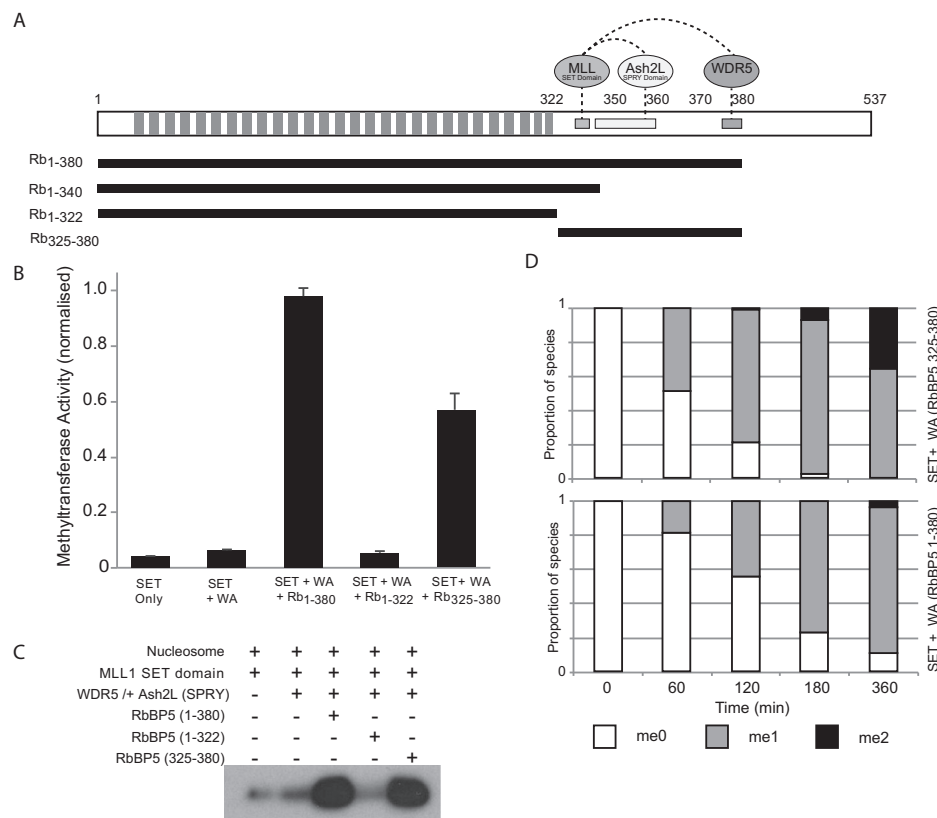 A
MLL
SET Domain
Ash2L
SPRY Domain
WDR5
1 322 350 360 370 380 537
Rb1-380
Rb1-340
Rb1-322
Rb325-380
B
Methyltransferase Activity (normalised)
1.0
0.8
0.6
0.4
0.2
0
SET Only
SET + WA
SET + WA + Rb1-380
SET + WA + Rb1-322
SET+ WA + Rb325-380
C
Nucleosome + + + + +
MLL1 SET domain + + + + +
WDR5 /+ Ash2L (SPRY) - + + + +
RbBP5 (1-380) - - + - -
RbBP5 (1-322) - - - + -
RbBP5 (325-380) - - - - +
D
1
Proportion of species
0
SET+ WA (RbBP5 325-380)
1
Proportion of species
0
SET + WA (RbBP5 1-380)
0 60 120 180 360
Time (min)
me0 me1 me2